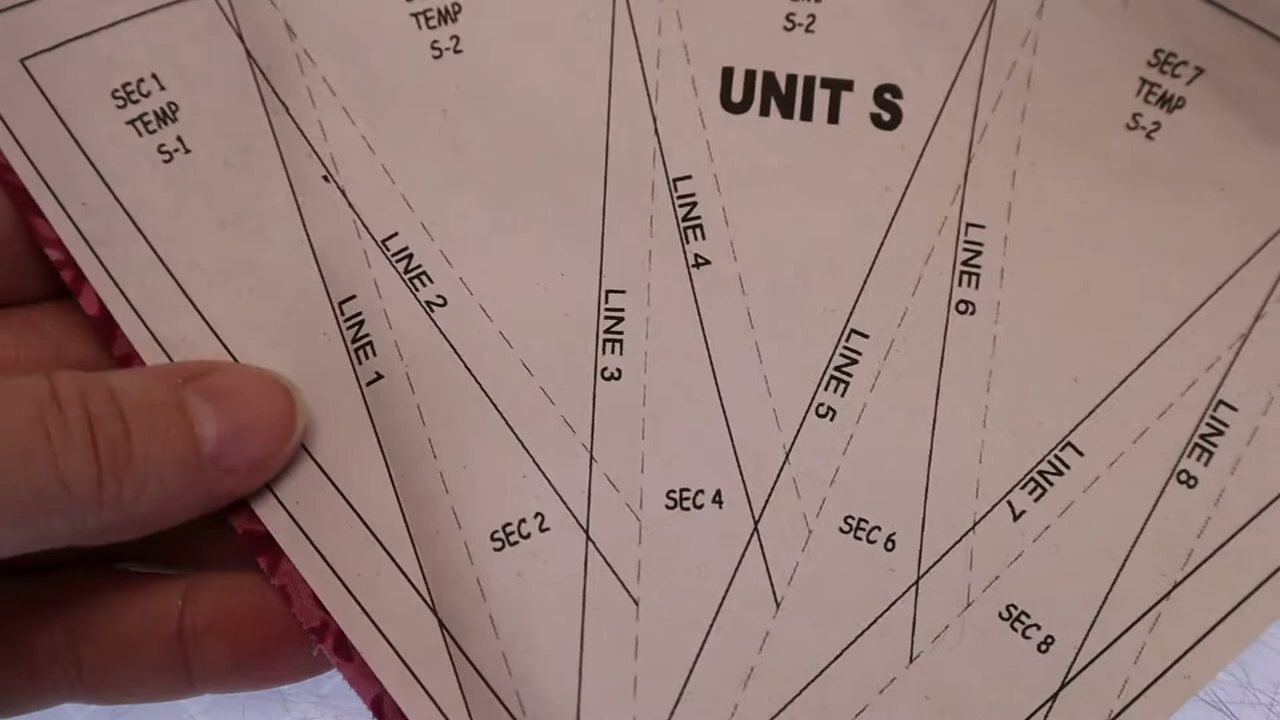 SEC 1
TEMP
S-1
TEMP
S-2
S-2
UNIT S
SEC 7
TEMP
S-2
LINE 1
LINE 2
LINE 3
LINE 4
LINE 5
LINE 6
LINE 7
LINE 8
SEC 2
SEC 4
SEC 6
SEC 8